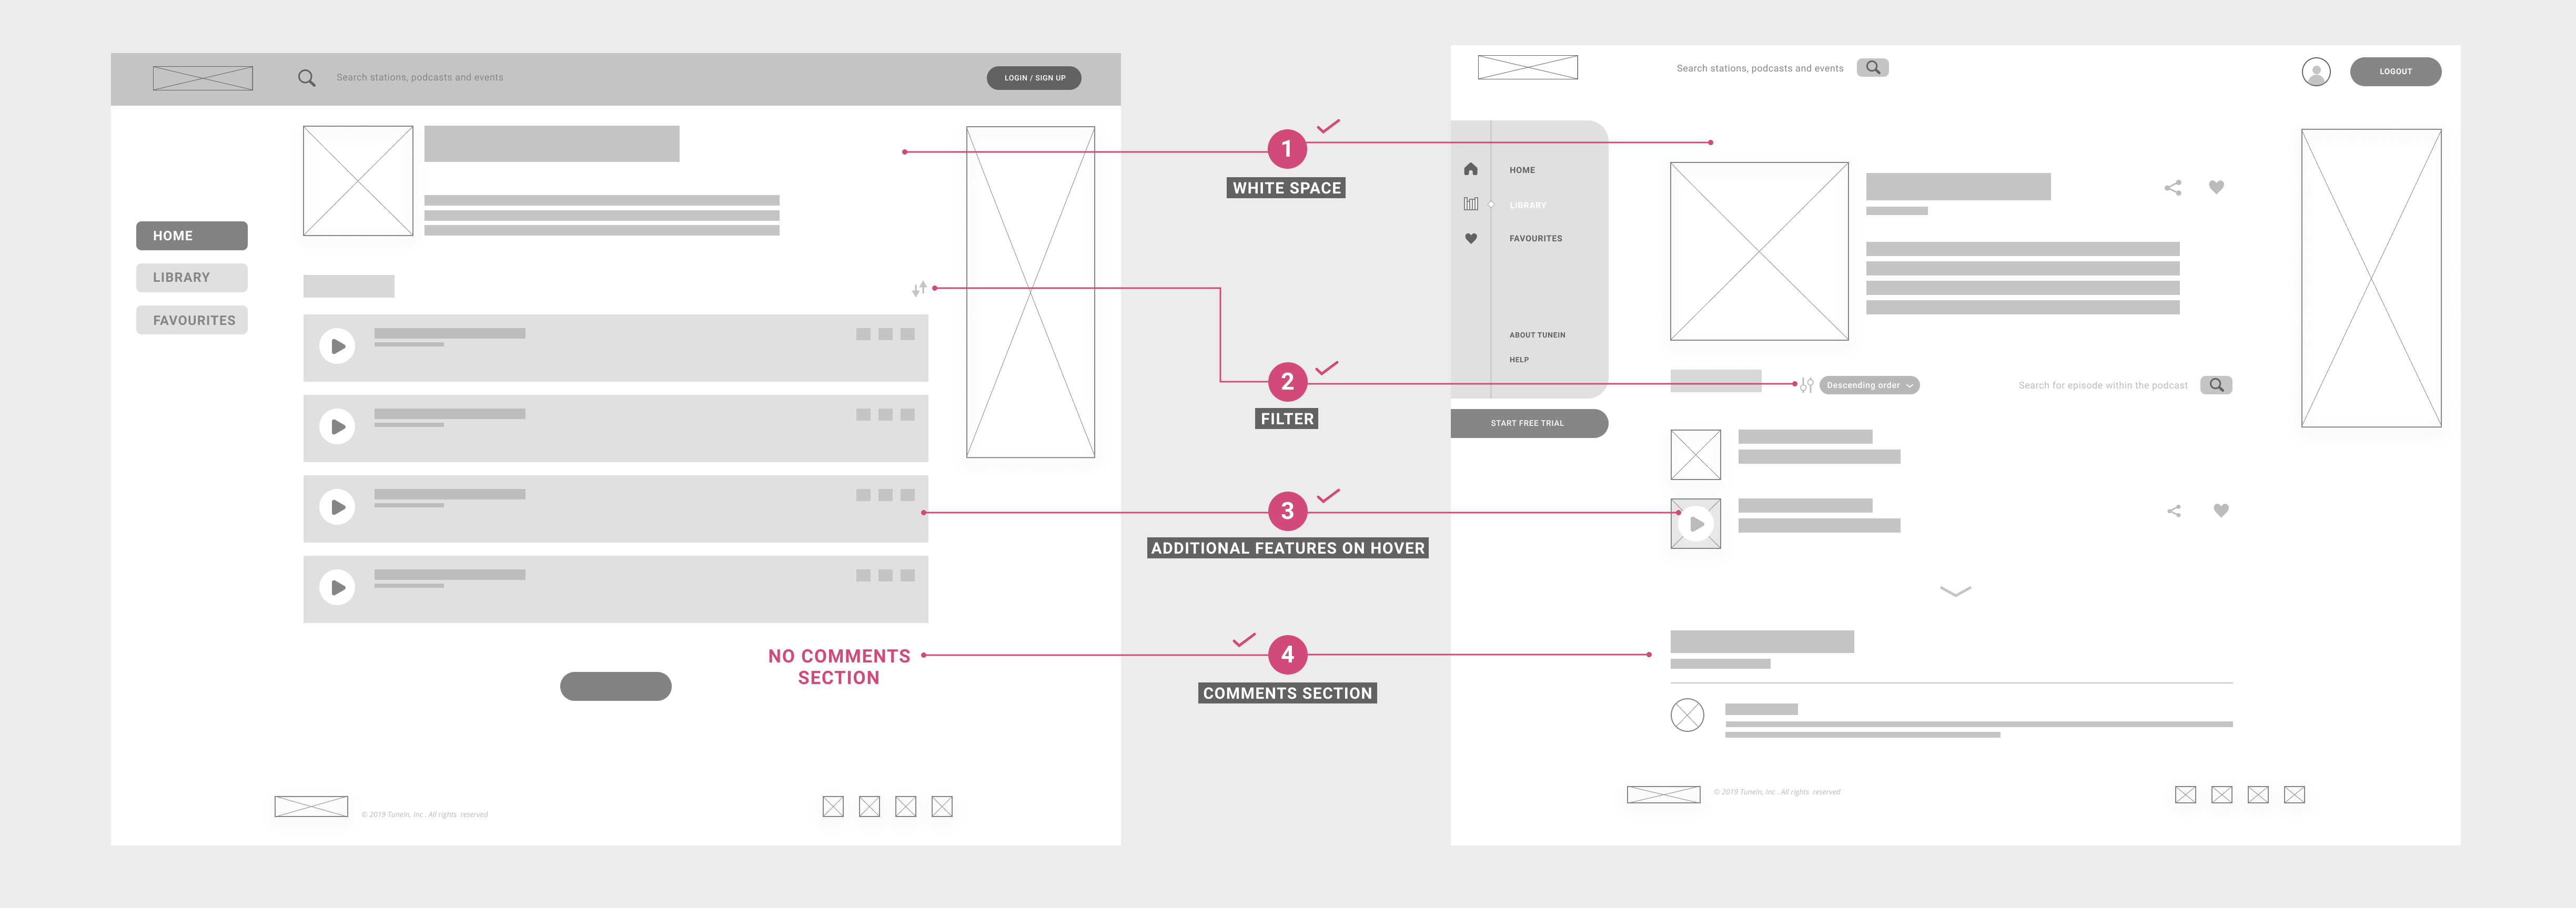 Search stations, podcasts and events
LOGIN / SIGN UP
HOME
LIBRARY
FAVOURITES
NO COMMENTS
SECTION
© 2019 TuneIn, Inc . All rights reserved
1
WHITE SPACE
2
FILTER
3
ADDITIONAL FEATURES ON HOVER
4
COMMENTS SECTION
Search stations, podcasts and events
LOGOUT
HOME
LIBRARY
FAVOURITES
ABOUT TUNEIN
HELP
START FREE TRIAL
Descending order
Search for episode within the podcast
© 2019 TuneIn, Inc . All rights reserved